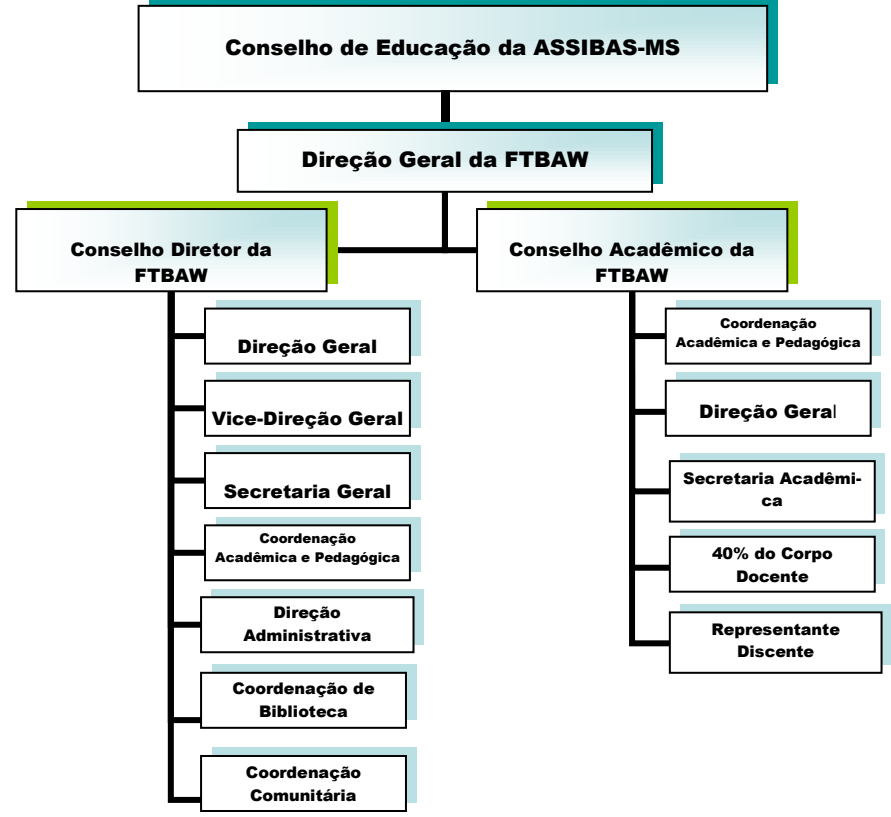 Conselho de Educação da ASSIBAS-MS
Direção Geral da FTBAW
Conselho Diretor da
FTBAW
Conselho Acadêmico da
FTBAW
Direção Geral
Vice-Direção Geral
Secretaria Geral
Coordenação
Acadêmica e Pedagógica
Direção
Administrativa
Coordenação de
Biblioteca
Coordenação
Comunitária
Coordenação
Acadêmica e Pedagógica
Direção Geral
Secretaria Acadêmi-
ca
40% do Corpo
Docente
Representante
Discente